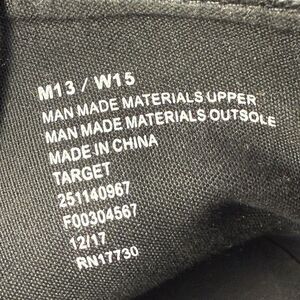 M13 / W15
MAN MADE MATERIALS UPPER
MAN MADE MATERIALS OUTSOLE
MADE IN CHINA
TARGET
251140967
F00304567
12/17
RN17730